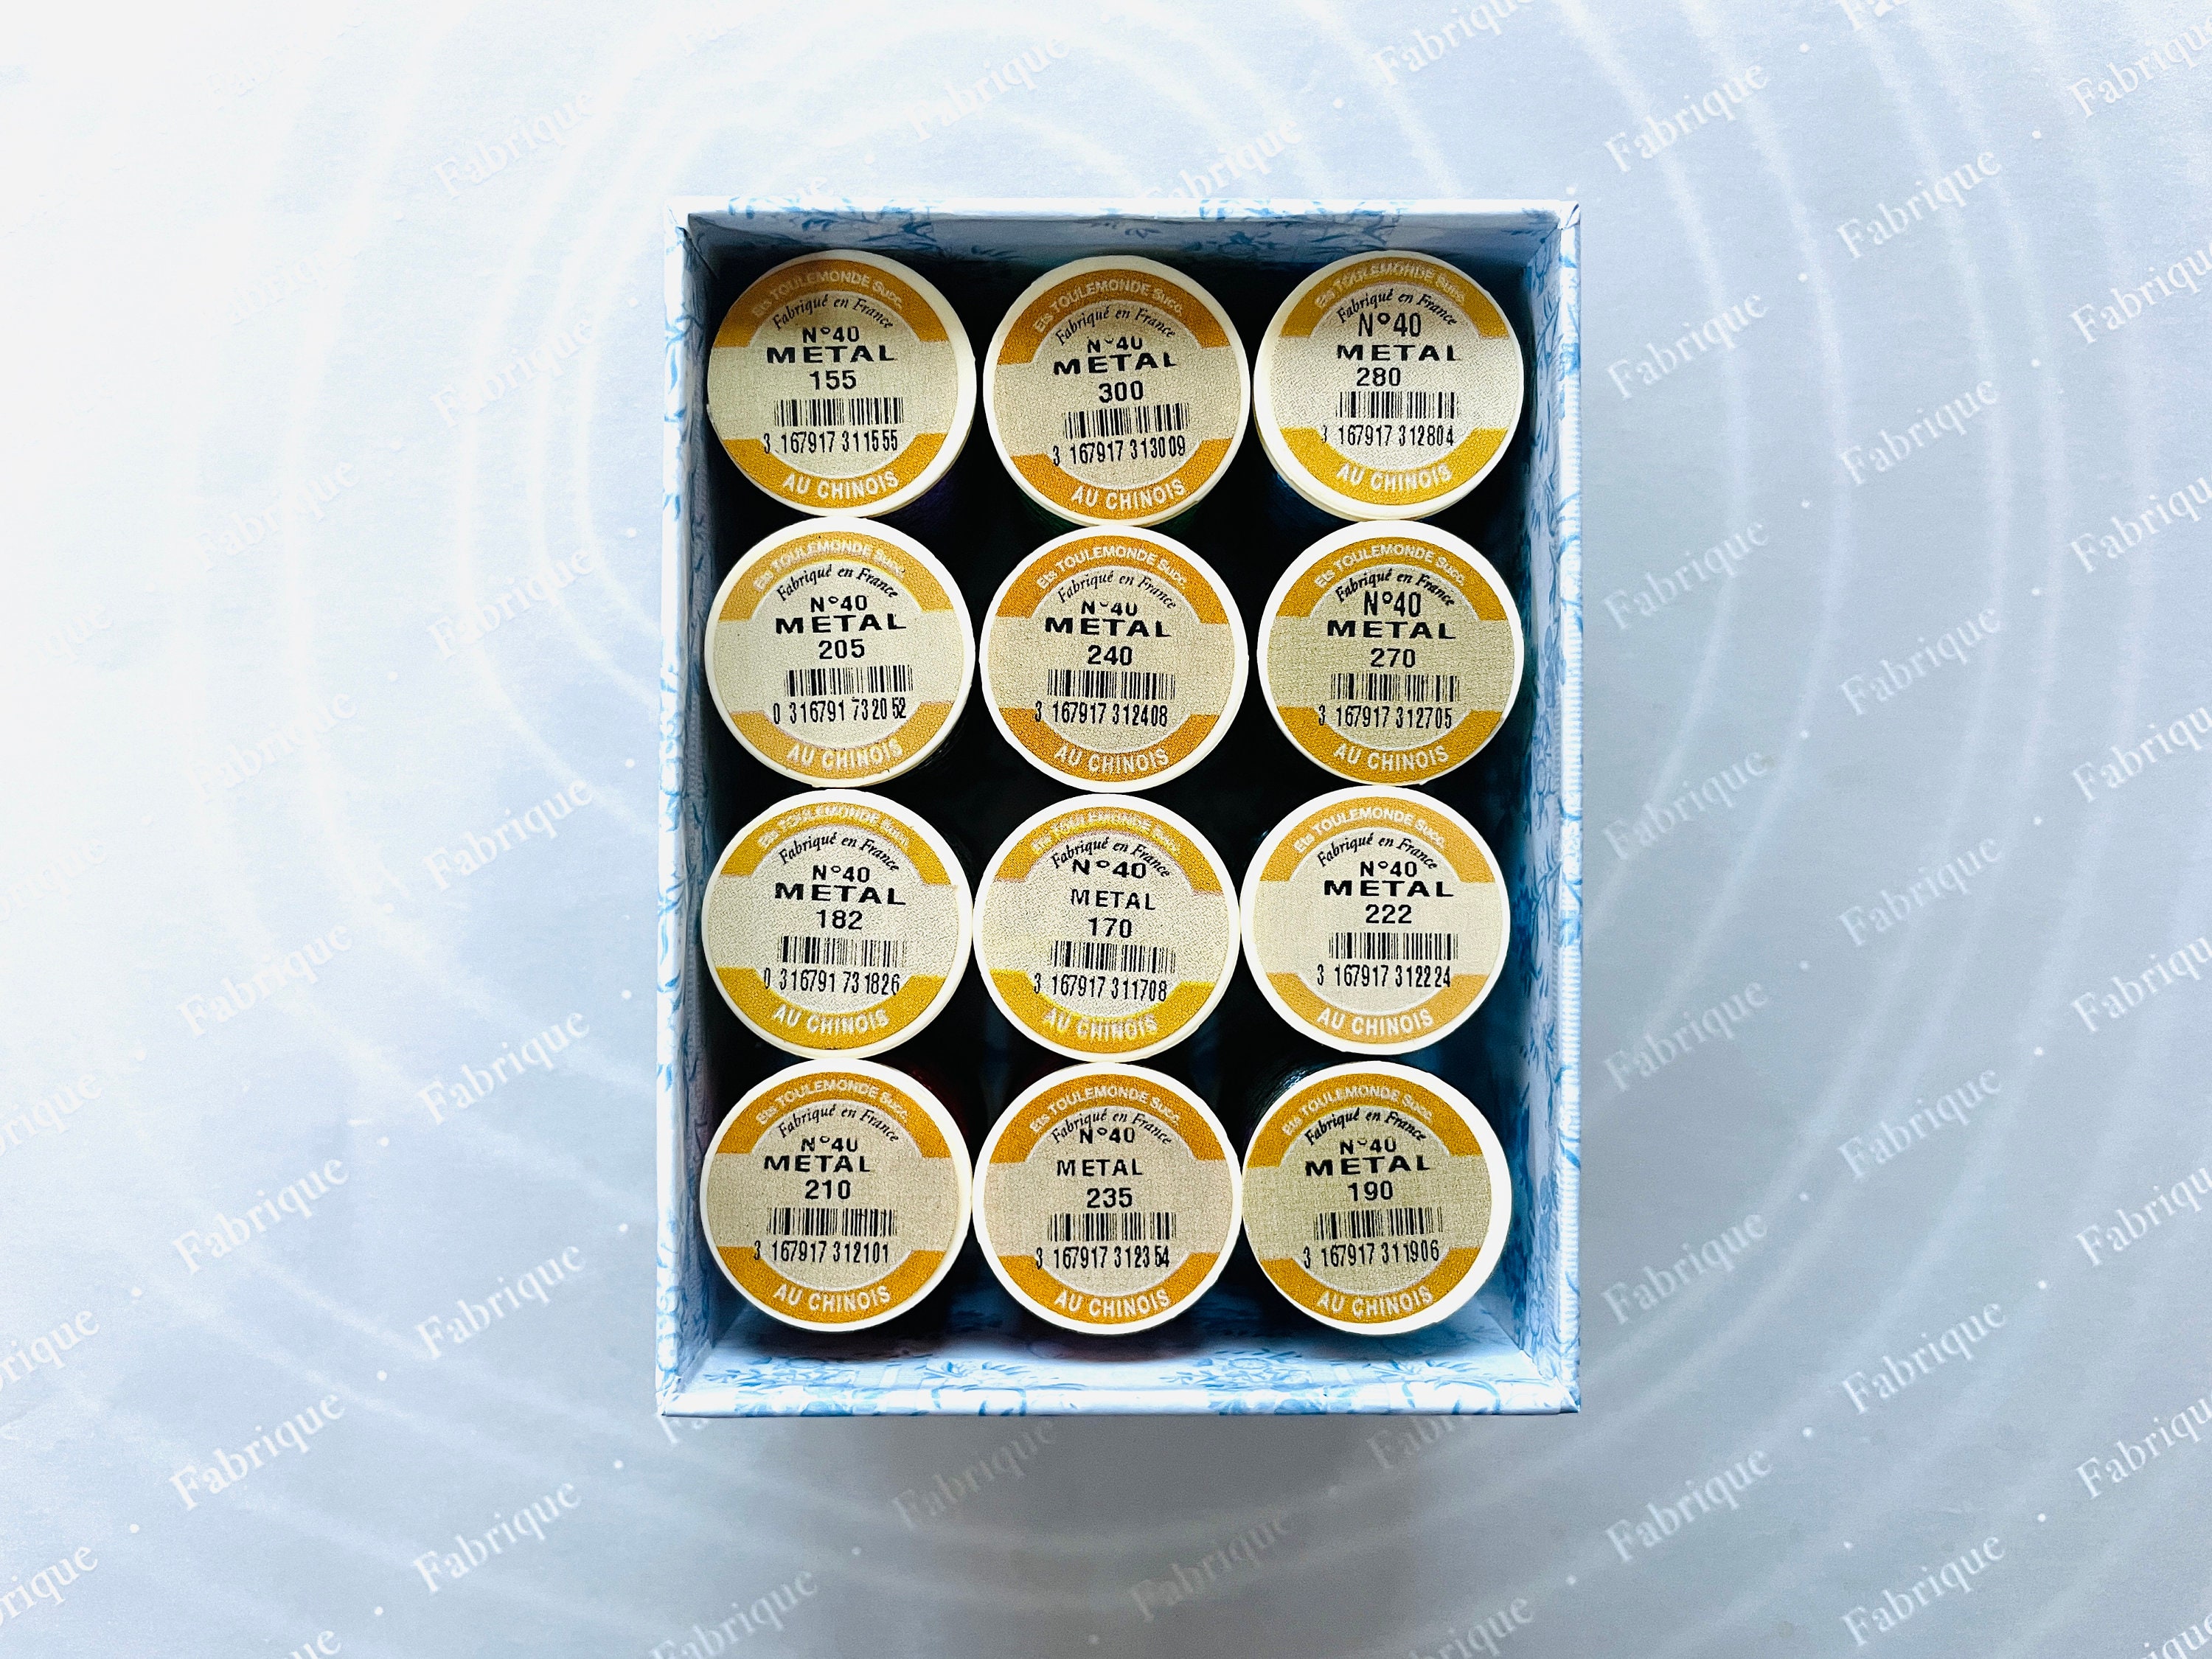 Ets TOULEMONDE Succ.
Fabriqué en France
N°40
METAL
155
3 167917 311555
AU CHINOIS
Ets TOULEMONDE Succ.
Fabriqué en France
N°40
METAL
300
3 167917 313009
AU CHINOIS
Ets TOULEMONDE Succ.
Fabriqué en France
N°40
METAL
280
3 167917 312804
AU CHINOIS
Ets TOULEMONDE Succ.
Fabriqué en France
N°40
METAL
205
0 316791 732052
AU CHINOIS
Ets TOULEMONDE Succ.
Fabriqué en France
N°40
METAL
240
3 167917 312408
AU CHINOIS
Ets TOULEMONDE Succ.
Fabriqué en France
N°40
METAL
270
3 167917 312705
AU CHINOIS
Ets TOULEMONDE Succ.
Fabriqué en France
N°40
METAL
182
0 316791 731826
AU CHINOIS
Ets TOULEMONDE Succ.
Fabriqué en France
N°40
METAL
170
3 167917 311708
AU CHINOIS
Ets TOULEMONDE Succ.
Fabriqué en France
N°40
METAL
222
3 167917 312224
AU CHINOIS
Ets TOULEMONDE Succ.
Fabriqué en France
N°40
METAL
210
3 167917 312101
AU CHINOIS
Ets TOULEMONDE Succ.
Fabriqué en France
N°40
METAL
235
3 167917 312354
AU CHINOIS
Ets TOULEMONDE Succ.
Fabriqué en France
N°40
METAL
190
3 167917 311906
AU CHINOIS
Fabrique · Fabrique · Fabrique